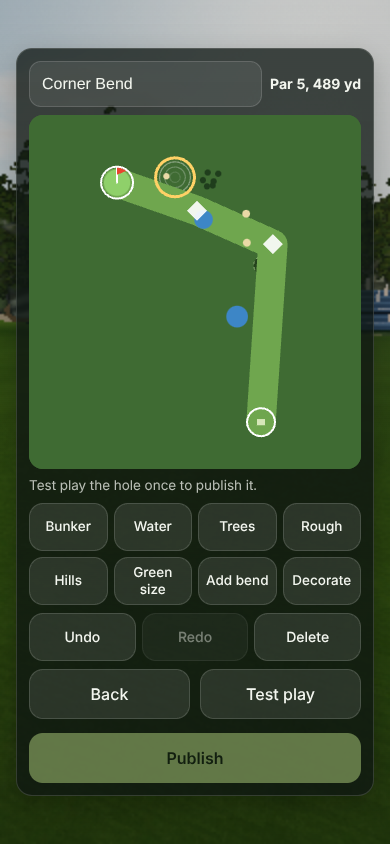 Corner Bend
Par 5, 489 yd
Test play the hole once to publish it.
Bunker
Water
Trees
Rough
Hills
Green
size
Add bend
Decorate
Undo
Redo
Delete
Back
Test play
Publish